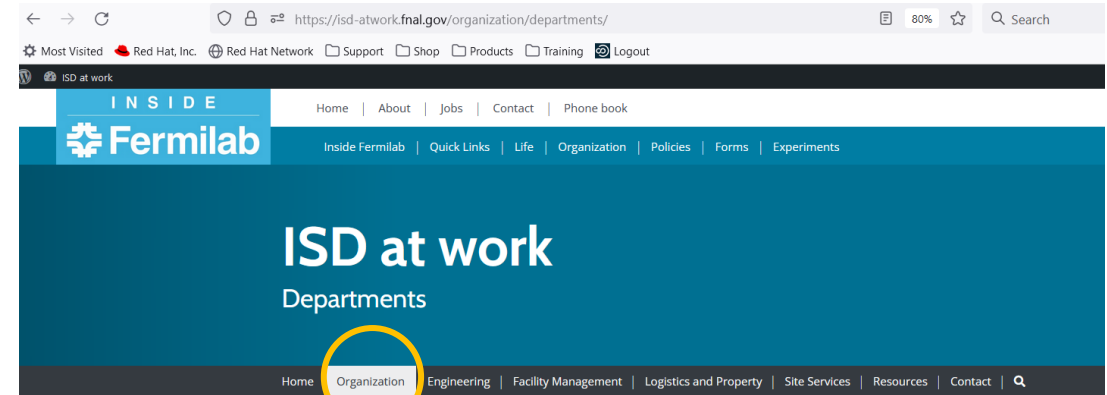 https://isd-atwork.fnal.gov/organization/departments/ 80% Search
Most Visited Red Hat, Inc. Red Hat Network Support Shop Products Training Logout
ISD at work
INSIDE
Fermilab
Home | About | Jobs | Contact | Phone book
Inside Fermilab | Quick Links | Life | Organization | Policies | Forms | Experiments
ISD at work
Departments
Home Organization Engineering | Facility Management | Logistics and Property | Site Services | Resources | Contact |